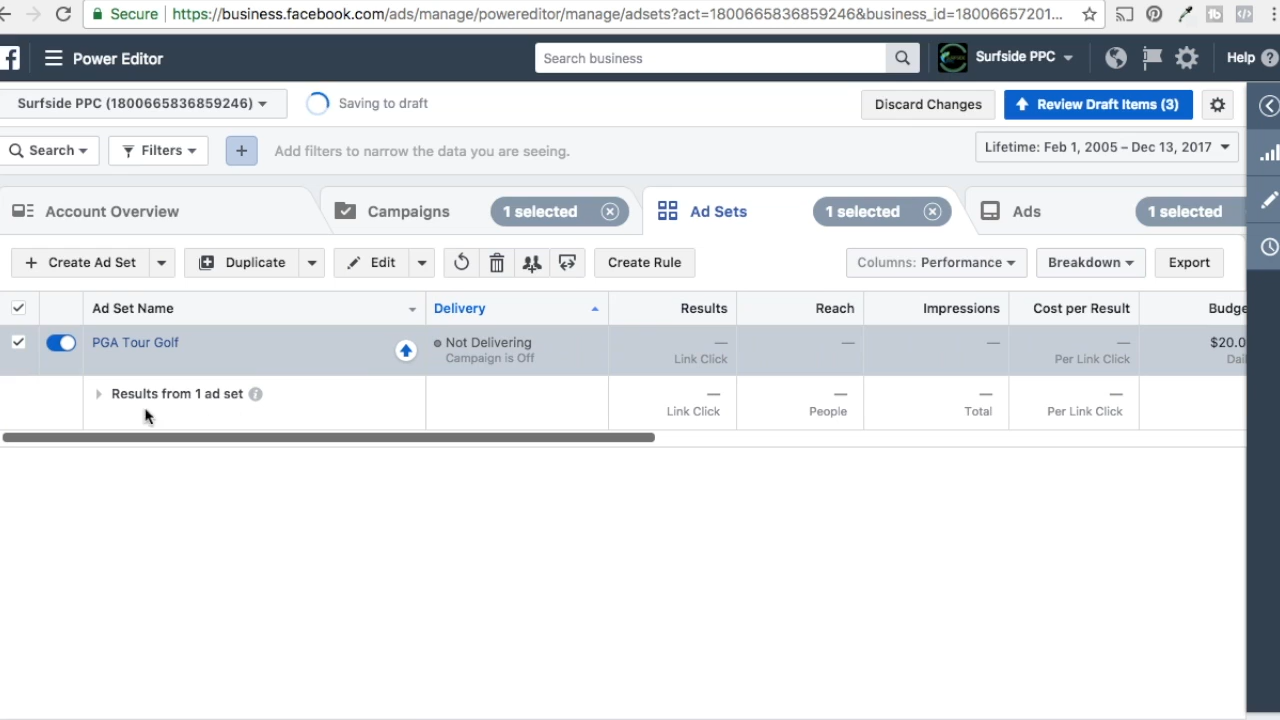 Secure https://business.facebook.com/ads/manage/powereditor/manage/adsets?act=1800665836859246&business_id=18006657201...
Power Editor
Search business
Surfside PPC
Help
Surfside PPC (1800665836859246)
Saving to draft
Discard Changes
Review Draft Items (3)
Search
Filters
Add filters to narrow the data you are seeing.
Lifetime: Feb 1, 2005 – Dec 13, 2017
Account Overview
Campaigns
1 selected
Ad Sets
1 selected
Ads
1 selected
Create Ad Set
Duplicate
Edit
Create Rule
Columns: Performance
Breakdown
Export
Ad Set Name
Delivery
Results
Reach
Impressions
Cost per Result
Budge
PGA Tour Golf
Not Delivering
Campaign is Off
—
Link Click
—
—
—
Per Link Click
$20.0
Dai
Results from 1 ad set
—
Link Click
—
People
—
Total
—
Per Link Click